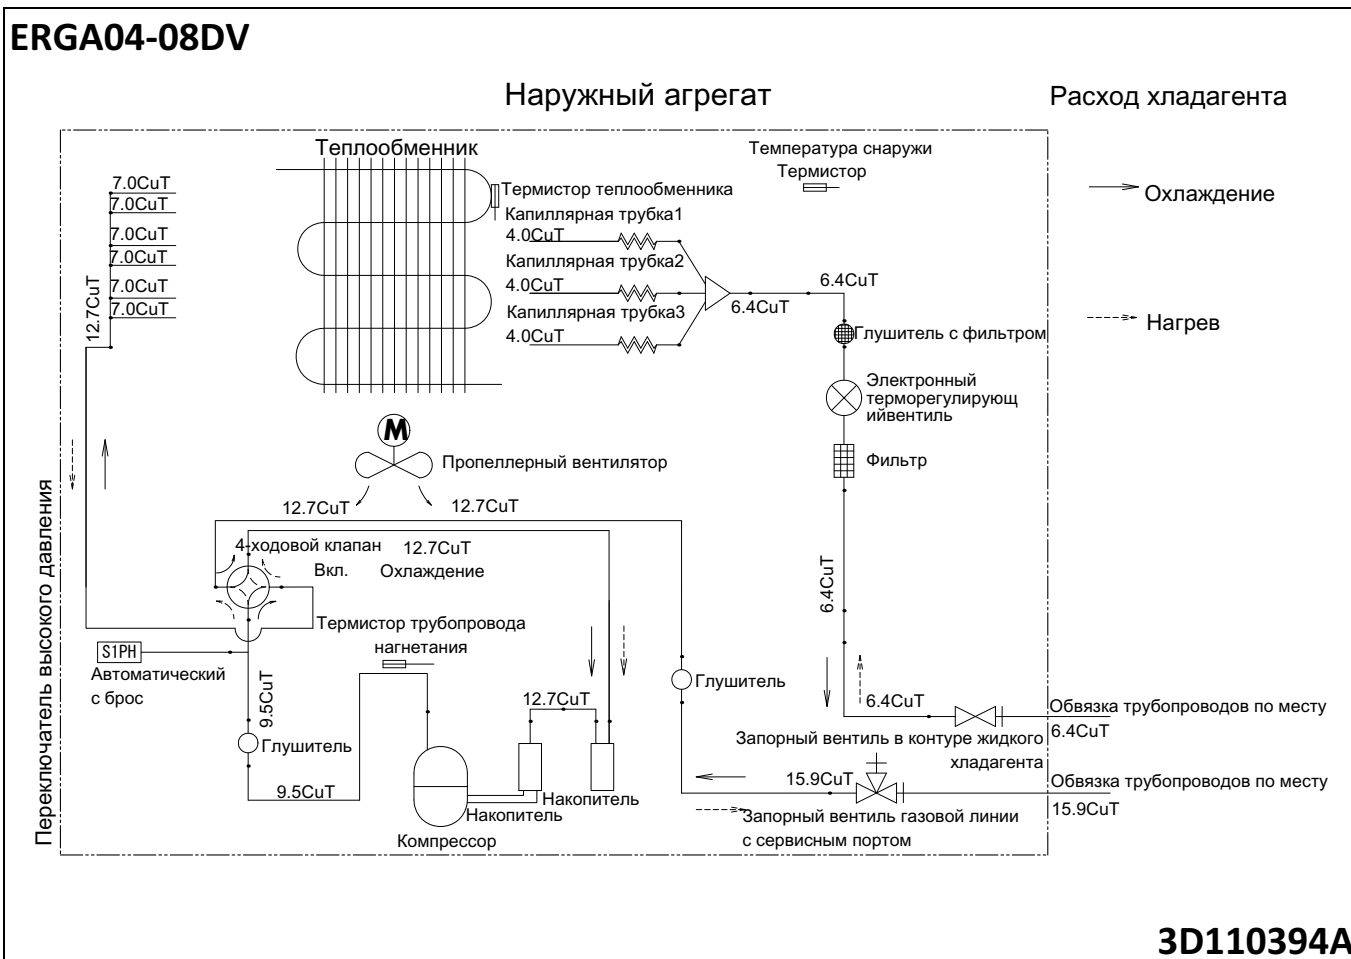 ERGA04-08DV
Наружный агрегат
Расход хладагента
Теплообменник
Температура снаружи
Термистор
7.0CuT
7.0CuT
7.0CuT
7.0CuT
7.0CuT
7.0CuT
12.7CuT
Термистор теплообменника
Капиллярная трубка1
4.0CuT
Капиллярная трубка2
4.0CuT
Капиллярная трубка3
4.0CuT
6.4CuT
6.4CuT
Охлаждение
Нагрев
Глушитель с фильтром
Электронный
терморегулирующ
ийвентиль
Фильтр
M
Пропеллерный вентилятор
12.7CuT
12.7CuT
4-ходовой клапан
12.7CuT
Вкл.
Охлаждение
6.4CuT
Переключатель высокого давления
Термистор трубопровода
нагнетания
S1PH
Автоматический
с брос
9.5CuT
Глушитель
9.5CuT
12.7CuT
Глушитель
6.4CuT
Обвязка трубопроводов по месту
6.4CuT
Запорный вентиль в контуре жидкого
хладагента
15.9CuT
Обвязка трубопроводов по месту
15.9CuT
Накопитель
Накопитель
Компрессор
Запорный вентиль газовой линии
с сервисным портом
3D110394A